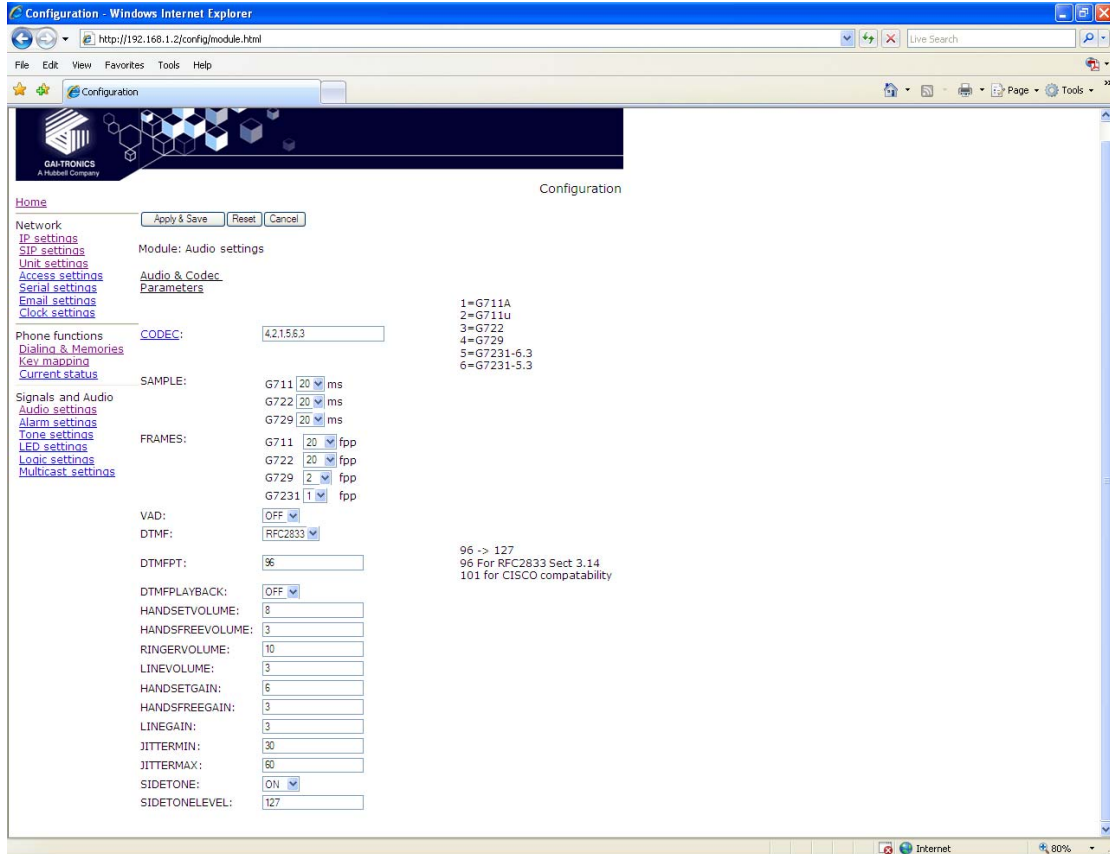 Configuration - Windows Internet Explorer
http://192.168.1.2/config/module.html
Live Search
File Edit View Favorites Tools Help
Configuration
Page Tools
GAI-TRONICS
A Hubbell Company
Configuration
Home
Apply & Save Reset Cancel
Network
IP settings
SIP settings
Unit settings
Access settings
Serial settings
Email settings
Clock settings
Phone functions
Dialing & Memories
Key mapping
Current status
Signals and Audio
Audio settings
Alarm settings
Tone settings
LED settings
Logic settings
Multicast settings
Module: Audio settings
Audio & Codec
Parameters
CODEC: 4,2,1,5,6,3
1=G711A
2=G711u
3=G722
4=G729
5=G7231-6.3
6=G7231-5.3
SAMPLE:
G711 20 ms
G722 20 ms
G729 20 ms
FRAMES:
G711 20 fpp
G722 20 fpp
G729 2 fpp
G7231 1 fpp
VAD: OFF
DTMF: RFC2833
DTMFPT: 96
96 -> 127
96 For RFC2833 Sect 3.14
101 for CISCO compatability
DTMFPLAYBACK: OFF
HANDSETVOLUME: 8
HANDSFREEVOLUME: 3
RINGERVOLUME: 10
LINEVOLUME: 3
HANDSETGAIN: 6
HANDSFREEGAIN: 3
LINEGAIN: 3
JITTERMIN: 30
JITTERMAX: 60
SIDETONE: ON
SIDETONELEVEL: 127
Internet
80%